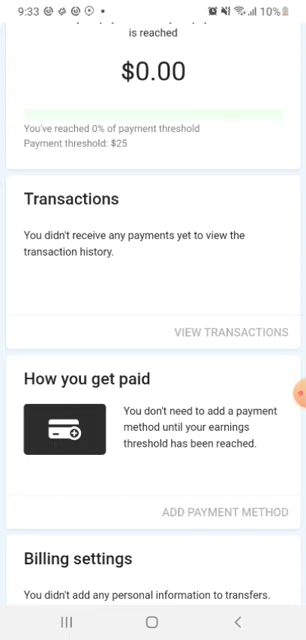 9:33
10%
is reached
$0.00
You've reached 0% of payment threshold
Payment threshold: $25
Transactions
You didn't receive any payments yet to view the
transaction history.
VIEW TRANSACTIONS
How you get paid
You don't need to add a payment
method until your earnings
threshold has been reached.
ADD PAYMENT METHOD
Billing settings
You didn't add any personal information to transfers.